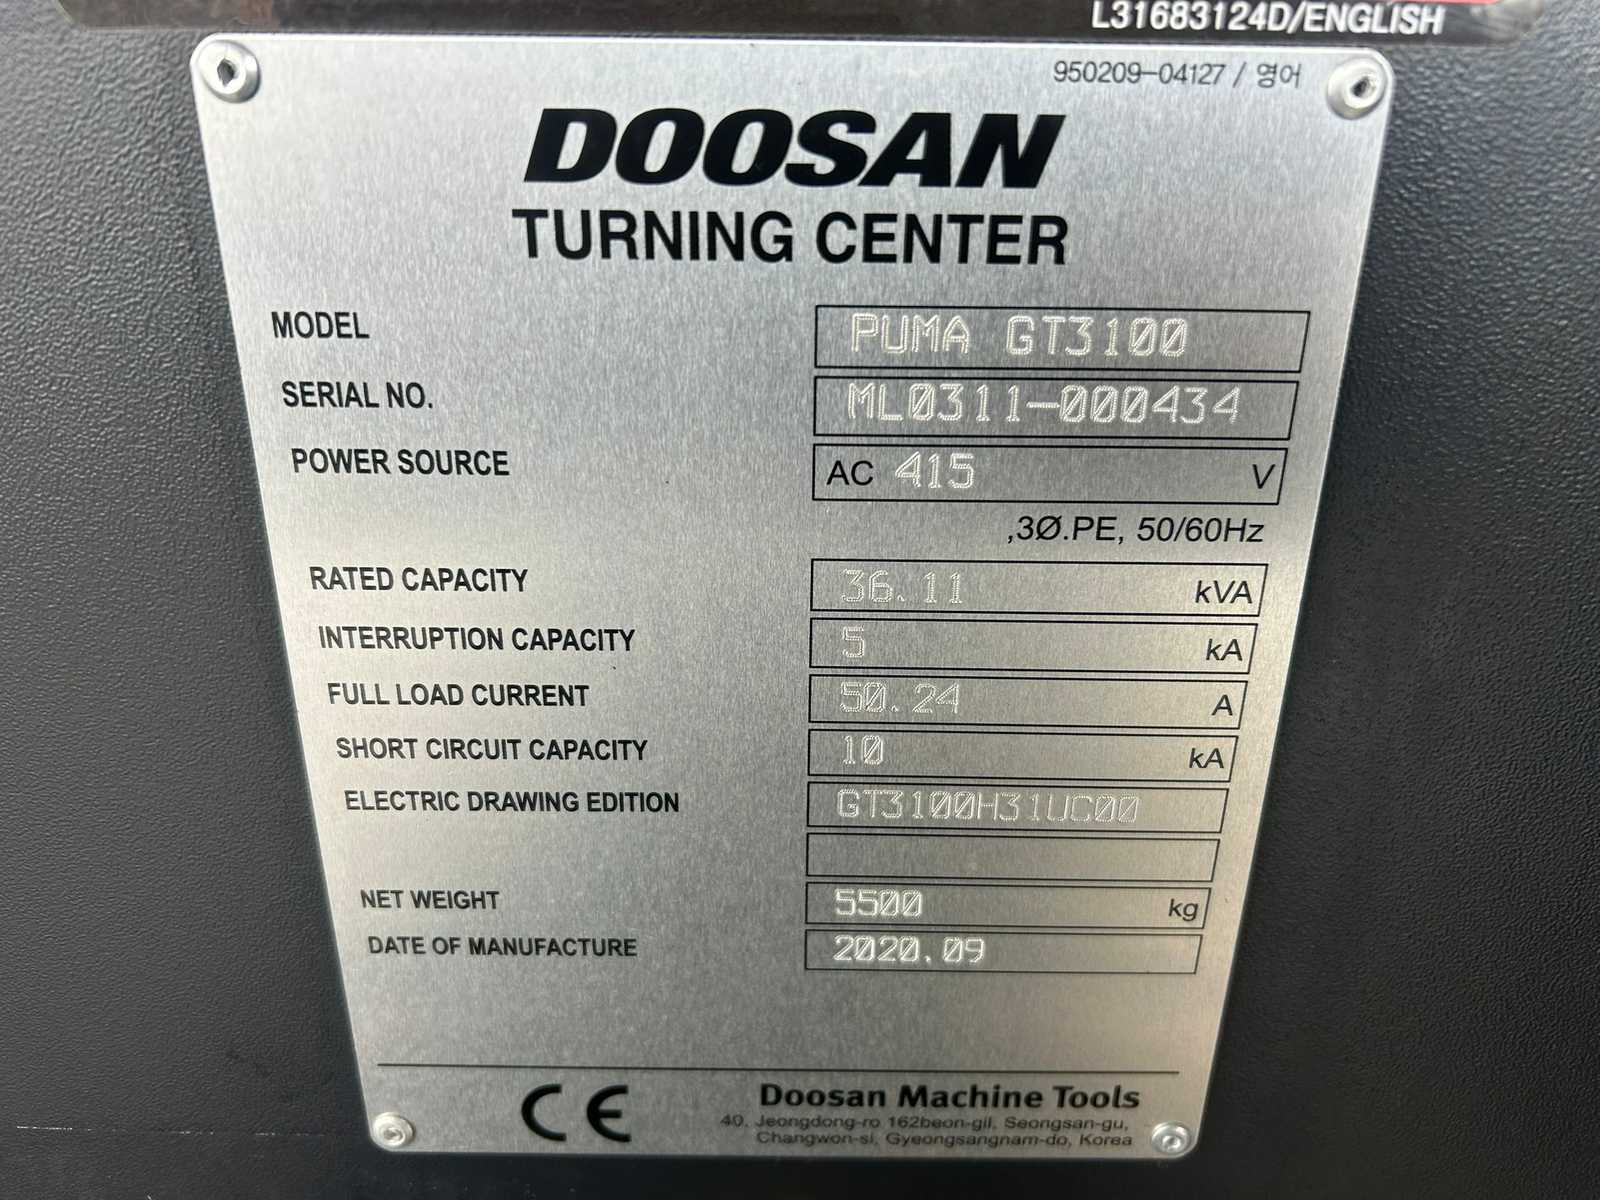 L31683124D/ENGLISH
950209-04127 / 영어
DOOSAN
TURNING CENTER
MODEL PUMA GT3100
SERIAL NO. ML0311-000434
POWER SOURCE AC 415 V
,3Ø.PE, 50/60Hz
RATED CAPACITY 36.11 kVA
INTERRUPTION CAPACITY 5 kA
FULL LOAD CURRENT 50.24 A
SHORT CIRCUIT CAPACITY 10 kA
ELECTRIC DRAWING EDITION GT3100H31UC00
NET WEIGHT 5500 kg
DATE OF MANUFACTURE 2020.09
CE
Doosan Machine Tools
40, Jeongdong-ro 162beon-gil, Seongsan-gu,
Changwon-si, Gyeongsangnam-do, Korea